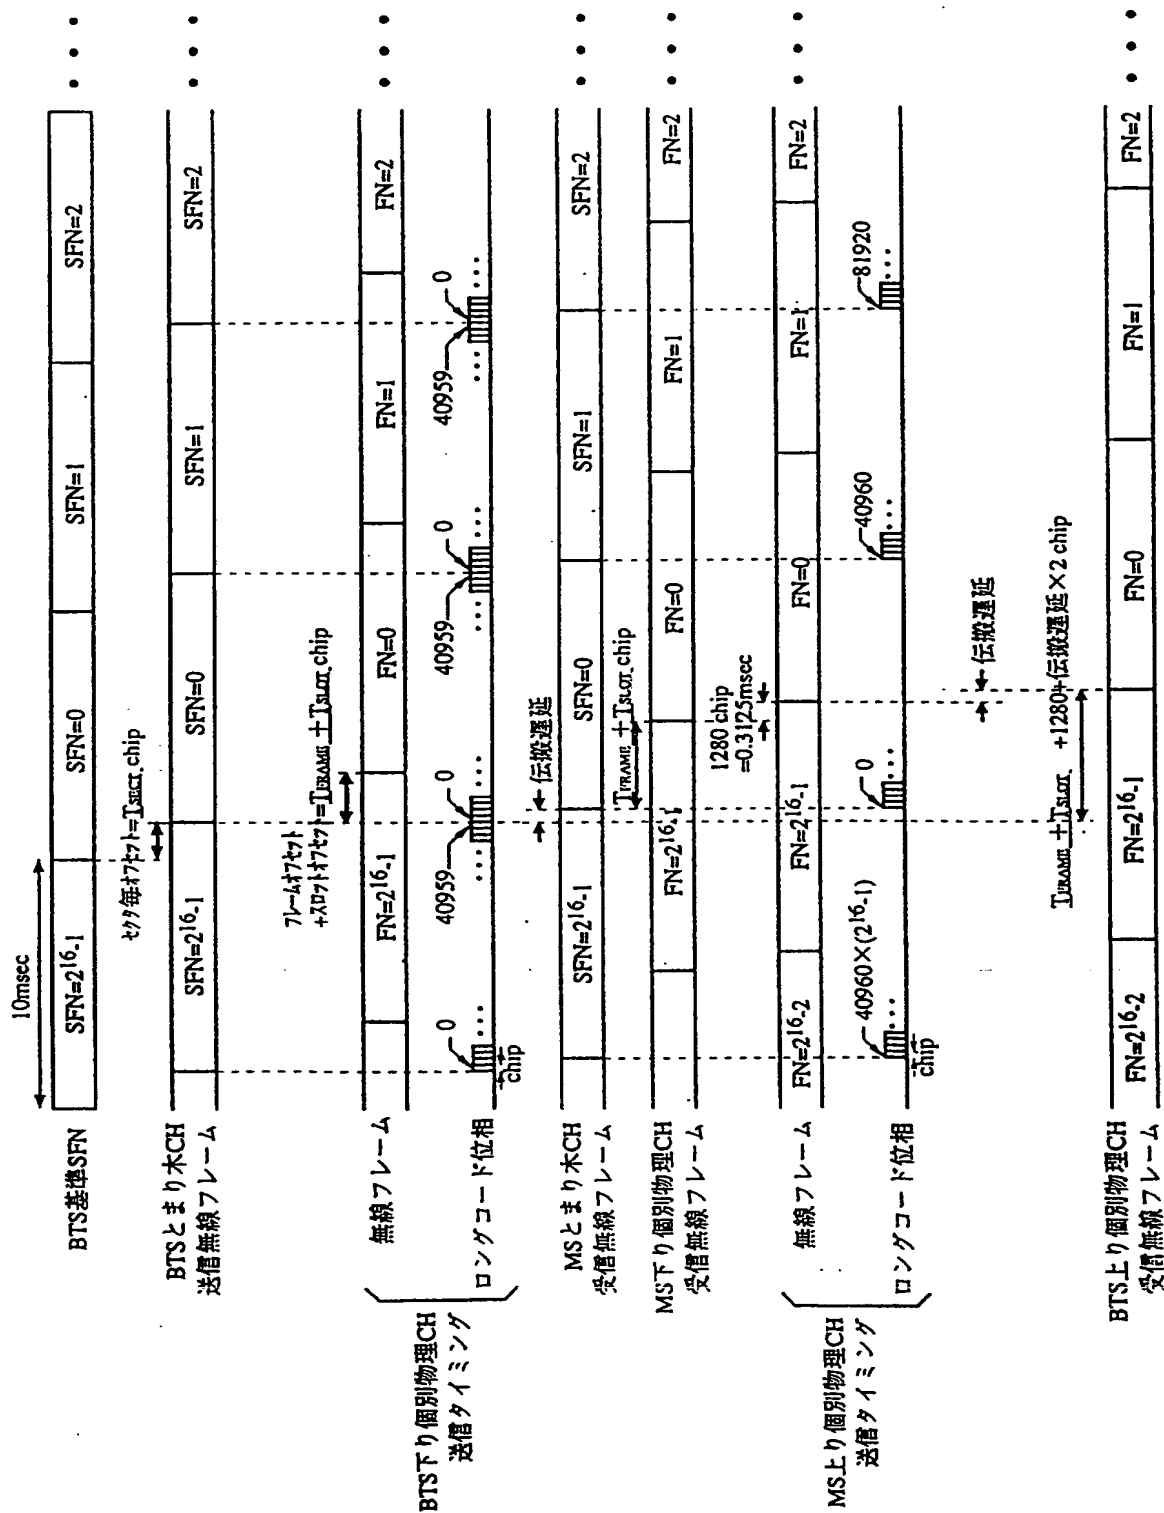 10msec
BTS基準SFN
SFN=2^16-1
SFN=0
SFN=1
SFN=2
セクタ毎オフセット=TSECT chip
BTSとまり木CH
送信無線フレーム
SFN=2^16-1
SFN=0
SFN=1
SFN=2
フレームオフセット
+スロットオフセット=TFRAME+TSLOT chip
BTS下り個別物理CH
送信タイミング
無線フレーム
FN=2^16-1
FN=0
FN=1
FN=2
ロングコード位相
0
chip
40959
0
40959
0
40959
0
伝搬遅延
MSとまり木CH
受信無線フレーム
SFN=2^16-1
SFN=0
SFN=1
SFN=2
TFRAME+TSLOT chip
MS下り個別物理CH
受信無線フレーム
FN=2^16-1
FN=0
FN=1
FN=2
1280 chip
=0.3125msec
MS上り個別物理CH
送信タイミング
無線フレーム
FN=2^16-2
FN=2^16-1
FN=0
FN=1
FN=2
ロングコード位相
40960×(2^16-1)
chip
0
40960
81920
伝搬遅延
TFRAME+TSLOT +1280+伝搬遅延×2 chip
BTS上り個別物理CH
受信無線フレーム
FN=2^16-2
FN=2^16-1
FN=0
FN=1
FN=2